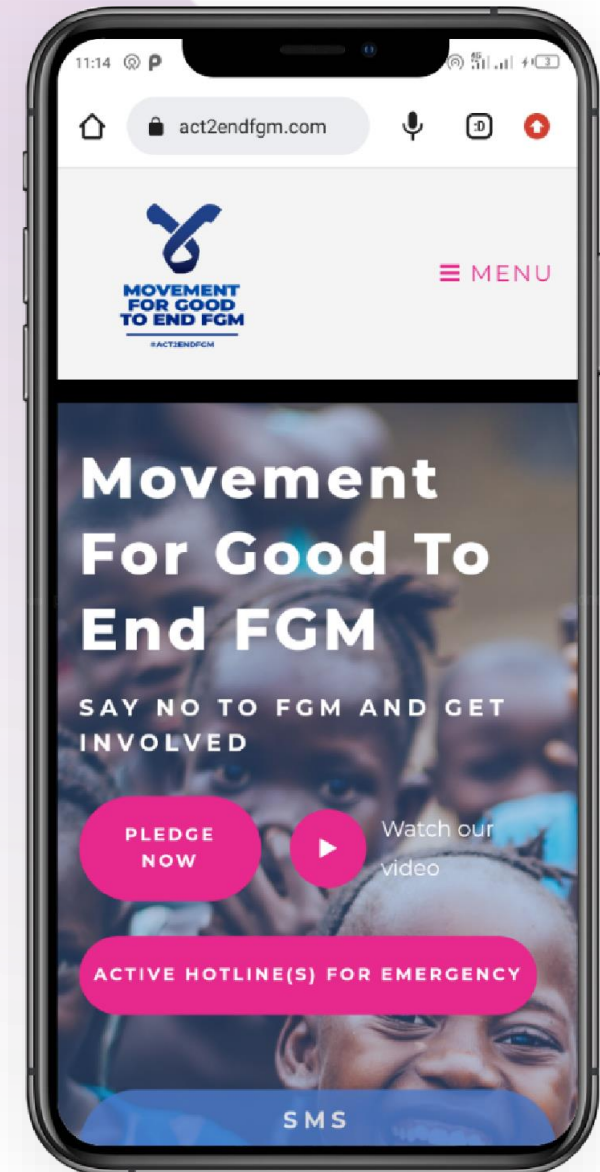 11:14
act2endfgm.com
:D
MOVEMENT
FOR GOOD
TO END FGM
#ACT2ENDFGM
MENU
Movement
For Good To
End FGM
SAY NO TO FGM AND GET
INVOLVED
PLEDGE
NOW
Watch our
video
ACTIVE HOTLINE(S) FOR EMERGENCY
SMS